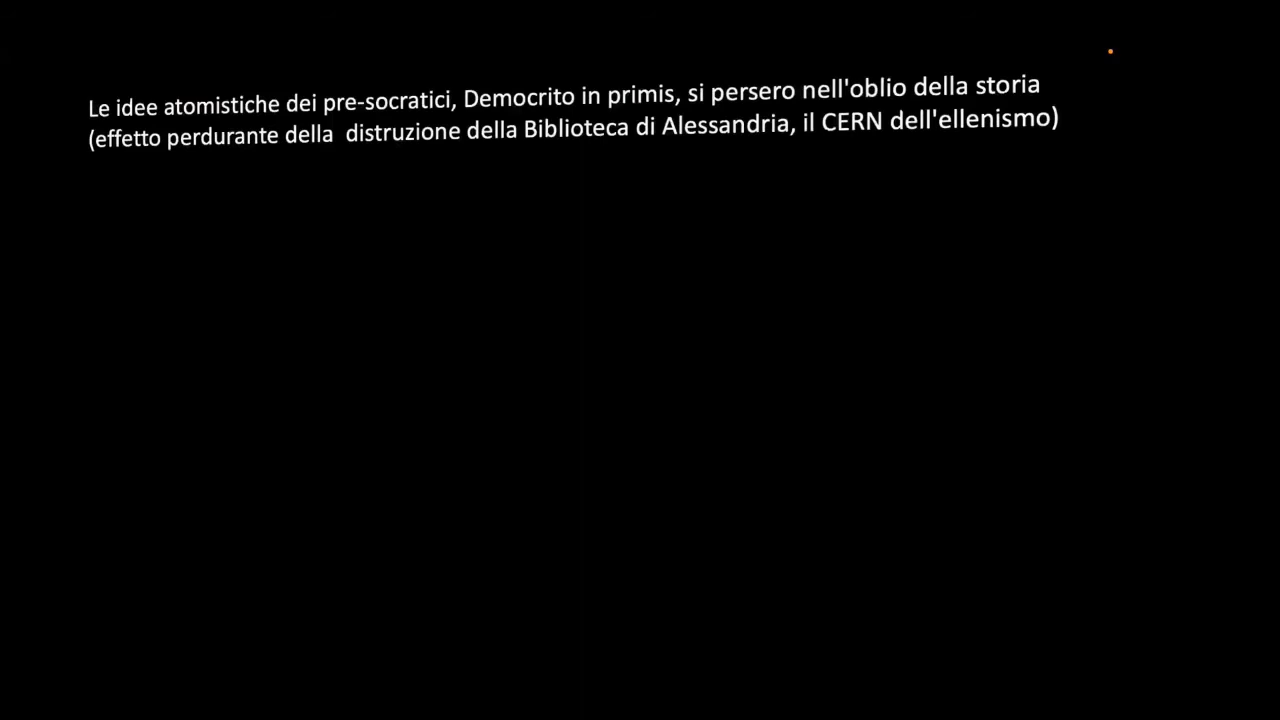 Le idee atomistiche dei pre-socratici, Democrito in primis, si persero nell'oblio della storia
(effetto perdurante della  distruzione della Biblioteca di Alessandria, il CERN dell'ellenismo)